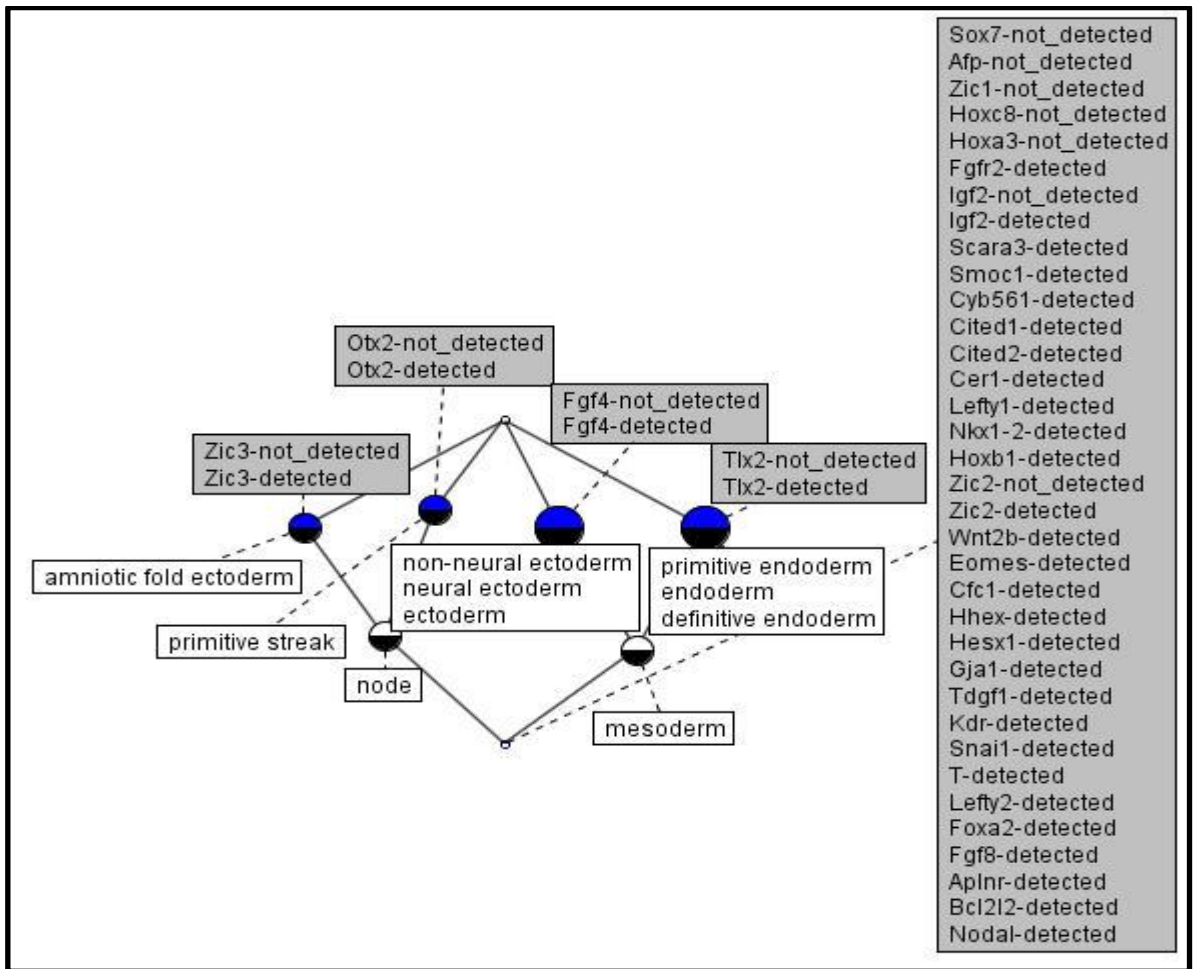 Otx2-not_detected
Otx2-detected
Fgf4-not_detected
Fgf4-detected
Zic3-not_detected
Zic3-detected
Tlx2-not_detected
Tlx2-detected
amniotic fold ectoderm
primitive streak
non-neural ectoderm
neural ectoderm
ectoderm
primitive endoderm
endoderm
definitive endoderm
node
mesoderm
Sox7-not_detected
Afp-not_detected
Zic1-not_detected
Hoxc8-not_detected
Hoxa3-not_detected
Fgfr2-detected
Igf2-not_detected
Igf2-detected
Scara3-detected
Smoc1-detected
Cyb561-detected
Cited1-detected
Cited2-detected
Cer1-detected
Lefty1-detected
Nkx1-2-detected
Hoxb1-detected
Zic2-not_detected
Zic2-detected
Wnt2b-detected
Eomes-detected
Cfc1-detected
Hhex-detected
Hesx1-detected
Gja1-detected
Tdgf1-detected
Kdr-detected
Snai1-detected
T-detected
Lefty2-detected
Foxa2-detected
Fgf8-detected
Aplnr-detected
Bcl2l2-detected
Nodal-detected